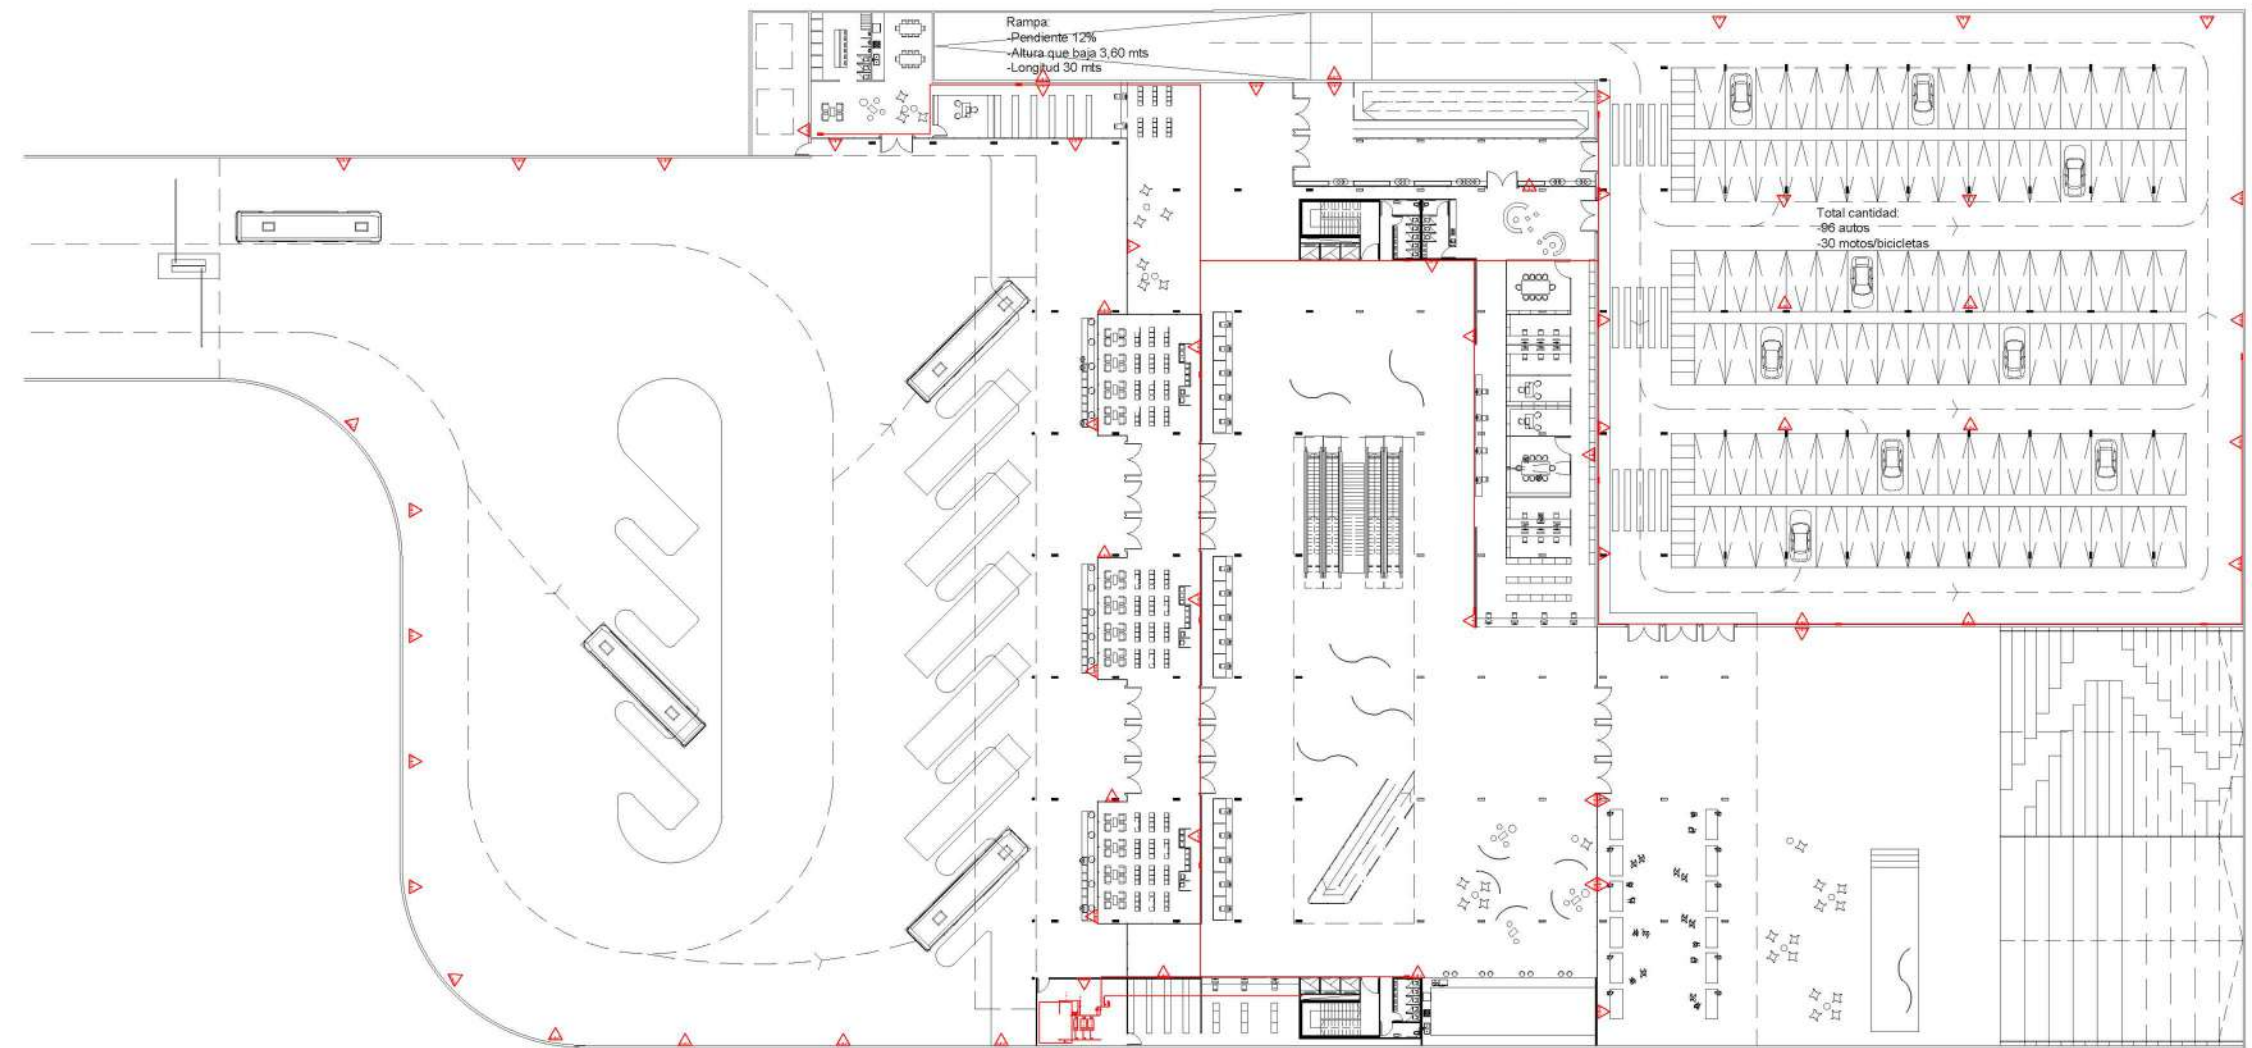 Rampa:
-Pendiente 12%
-Altura que baja 3,60 mts
-Longitud 30 mts
Total cantidad:
-96 autos
-30 motos/bicicletas